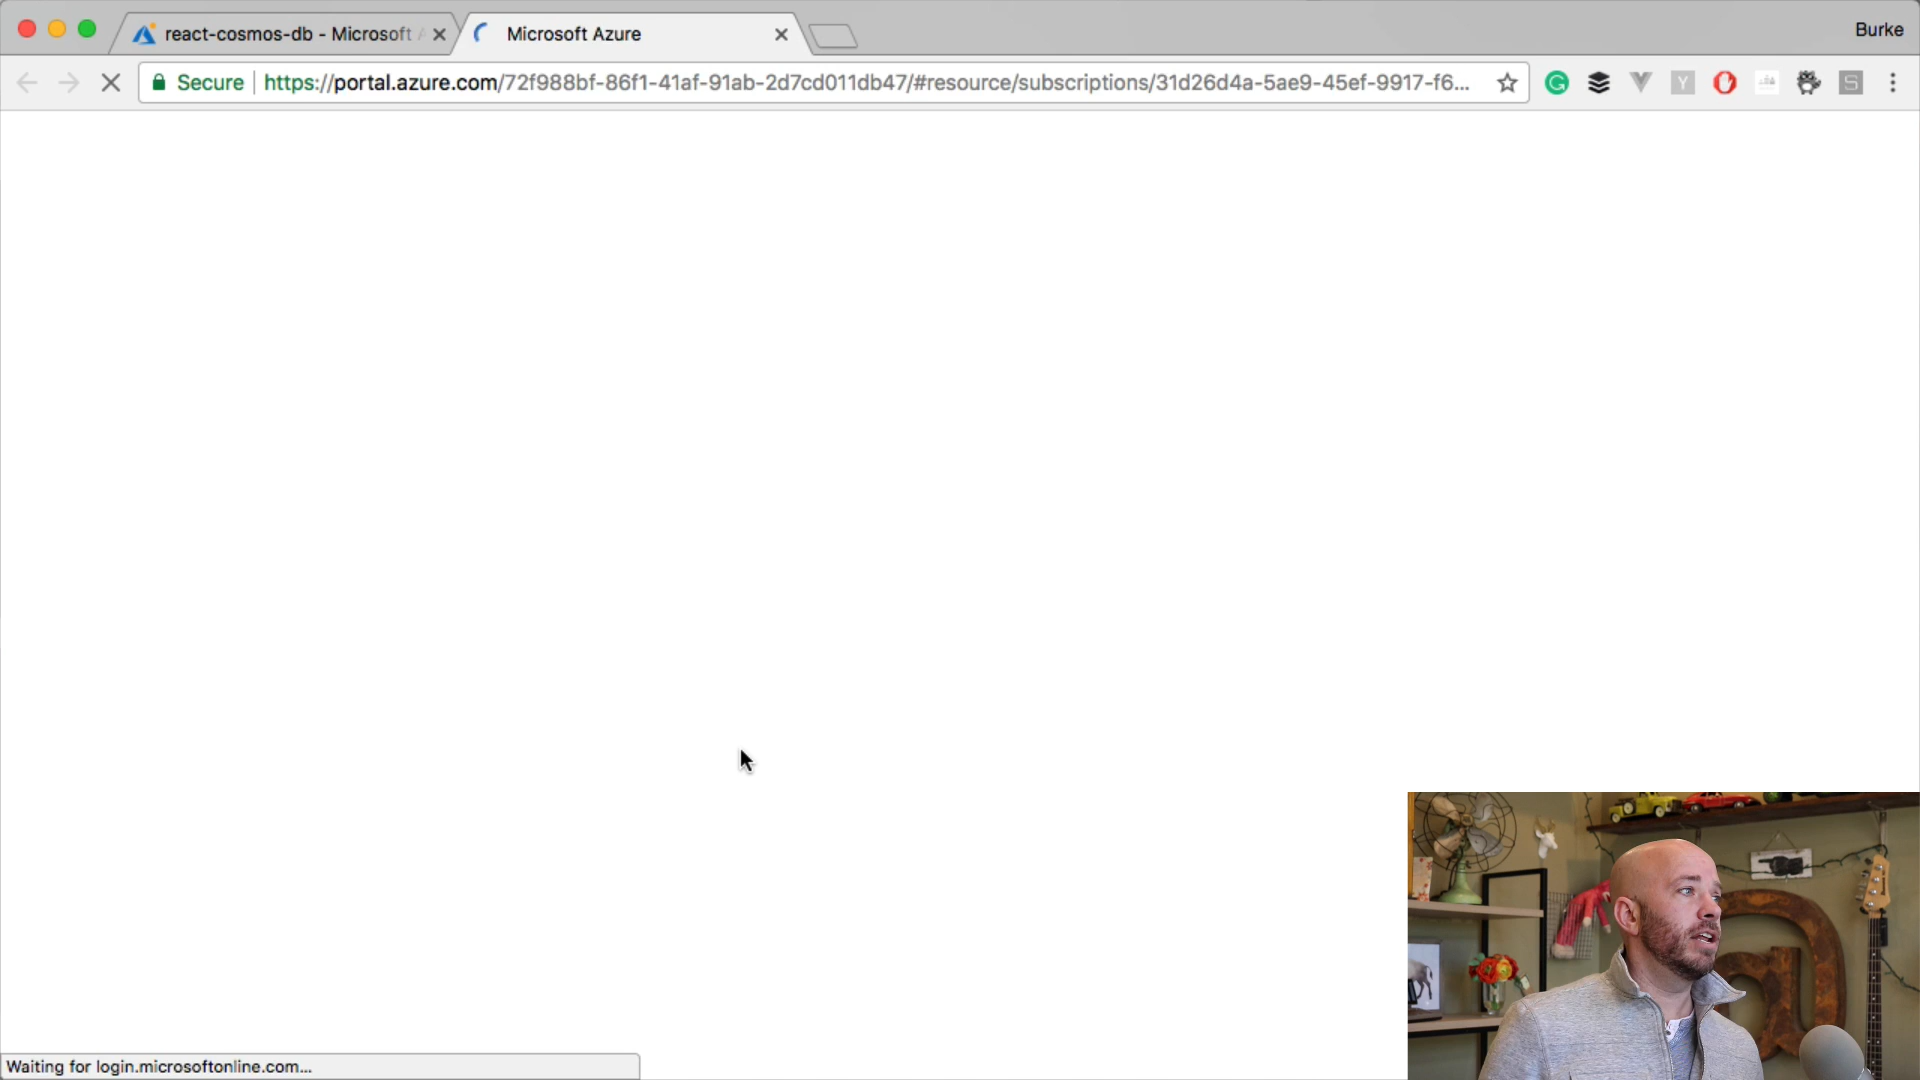 react-cosmos-db - Microsoft A
Microsoft Azure
Burke
Secure
https://portal.azure.com/72f988bf-86f1-41af-91ab-2d7cd011db47/#resource/subscriptions/31d26d4a-5ae9-45ef-9917-f6...
Waiting for login.microsoftonline.com...